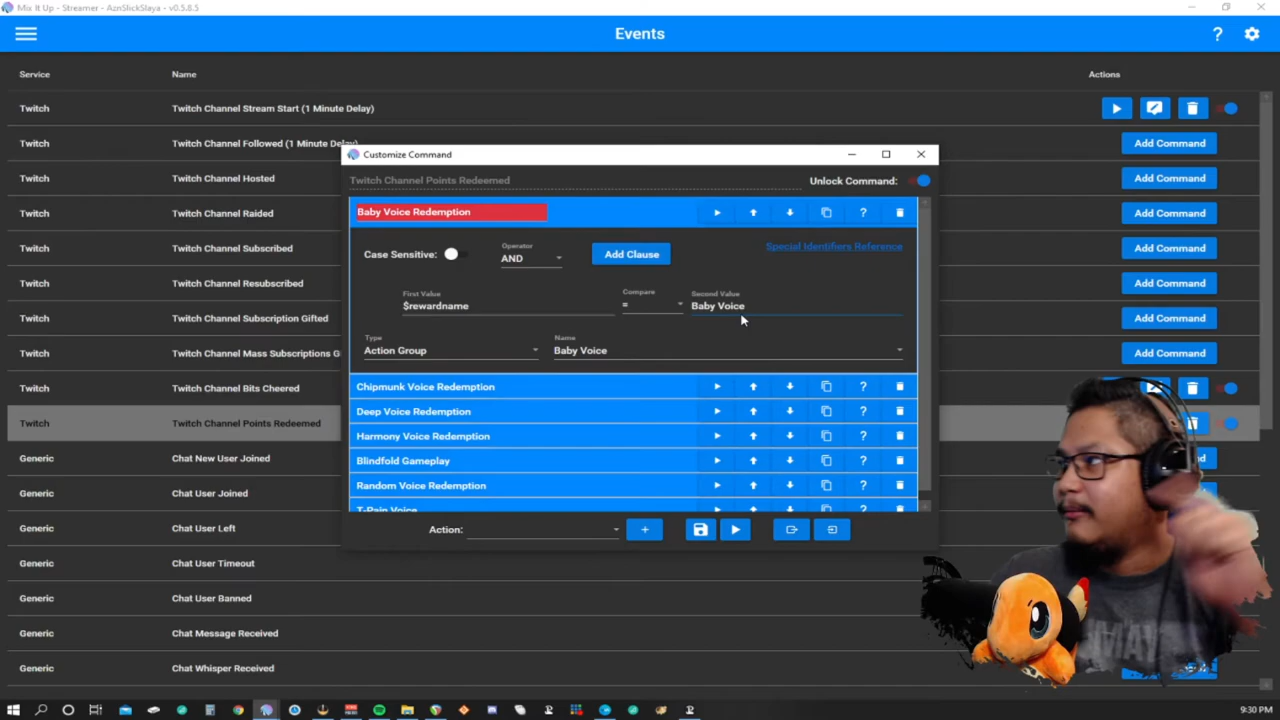 Mix It Up - Streamer - AznSlickSlaya - v0.5.8.5
Events
Service Name Actions
Twitch Twitch Channel Stream Start (1 Minute Delay)
Twitch Twitch Channel Followed (1 Minute Delay) Add Command
Twitch Twitch Channel Hosted Add Command
Twitch Twitch Channel Raided Add Command
Twitch Twitch Channel Subscribed Add Command
Twitch Twitch Channel Resubscribed Add Command
Twitch Twitch Channel Subscription Gifted Add Command
Twitch Twitch Channel Mass Subscriptions G Add Command
Twitch Twitch Channel Bits Cheered
Twitch Twitch Channel Points Redeemed
Generic Chat New User Joined
Generic Chat User Joined
Generic Chat User Left
Generic Chat User Timeout
Generic Chat User Banned
Generic Chat Message Received
Generic Chat Whisper Received
Customize Command
Twitch Channel Points Redeemed Unlock Command:
Baby Voice Redemption
Special Identifiers Reference
Case Sensitive: Operator AND Add Clause
First Value Compare Second Value
$rewardname = Baby Voice
Type Name
Action Group Baby Voice
Chipmunk Voice Redemption
Deep Voice Redemption
Harmony Voice Redemption
Blindfold Gameplay
Random Voice Redemption
T-Pain Voice
Action:
9:30 PM